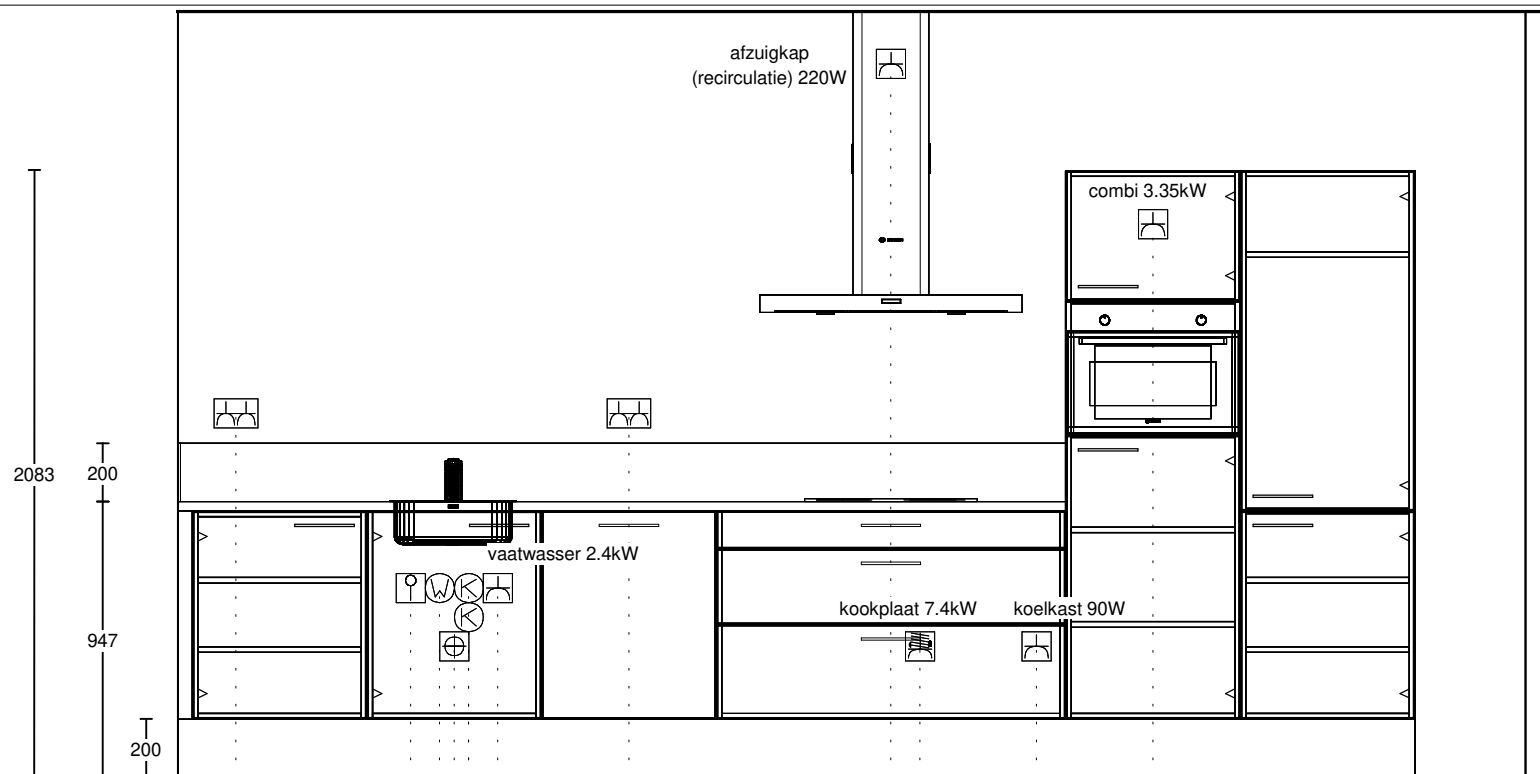 afzuigkap
(recirculatie) 220W
combi 3.35kW
2083
200
vaatwasser 2.4kW
W K
K
kookplaat 7.4kW
koelkast 90W
947
200